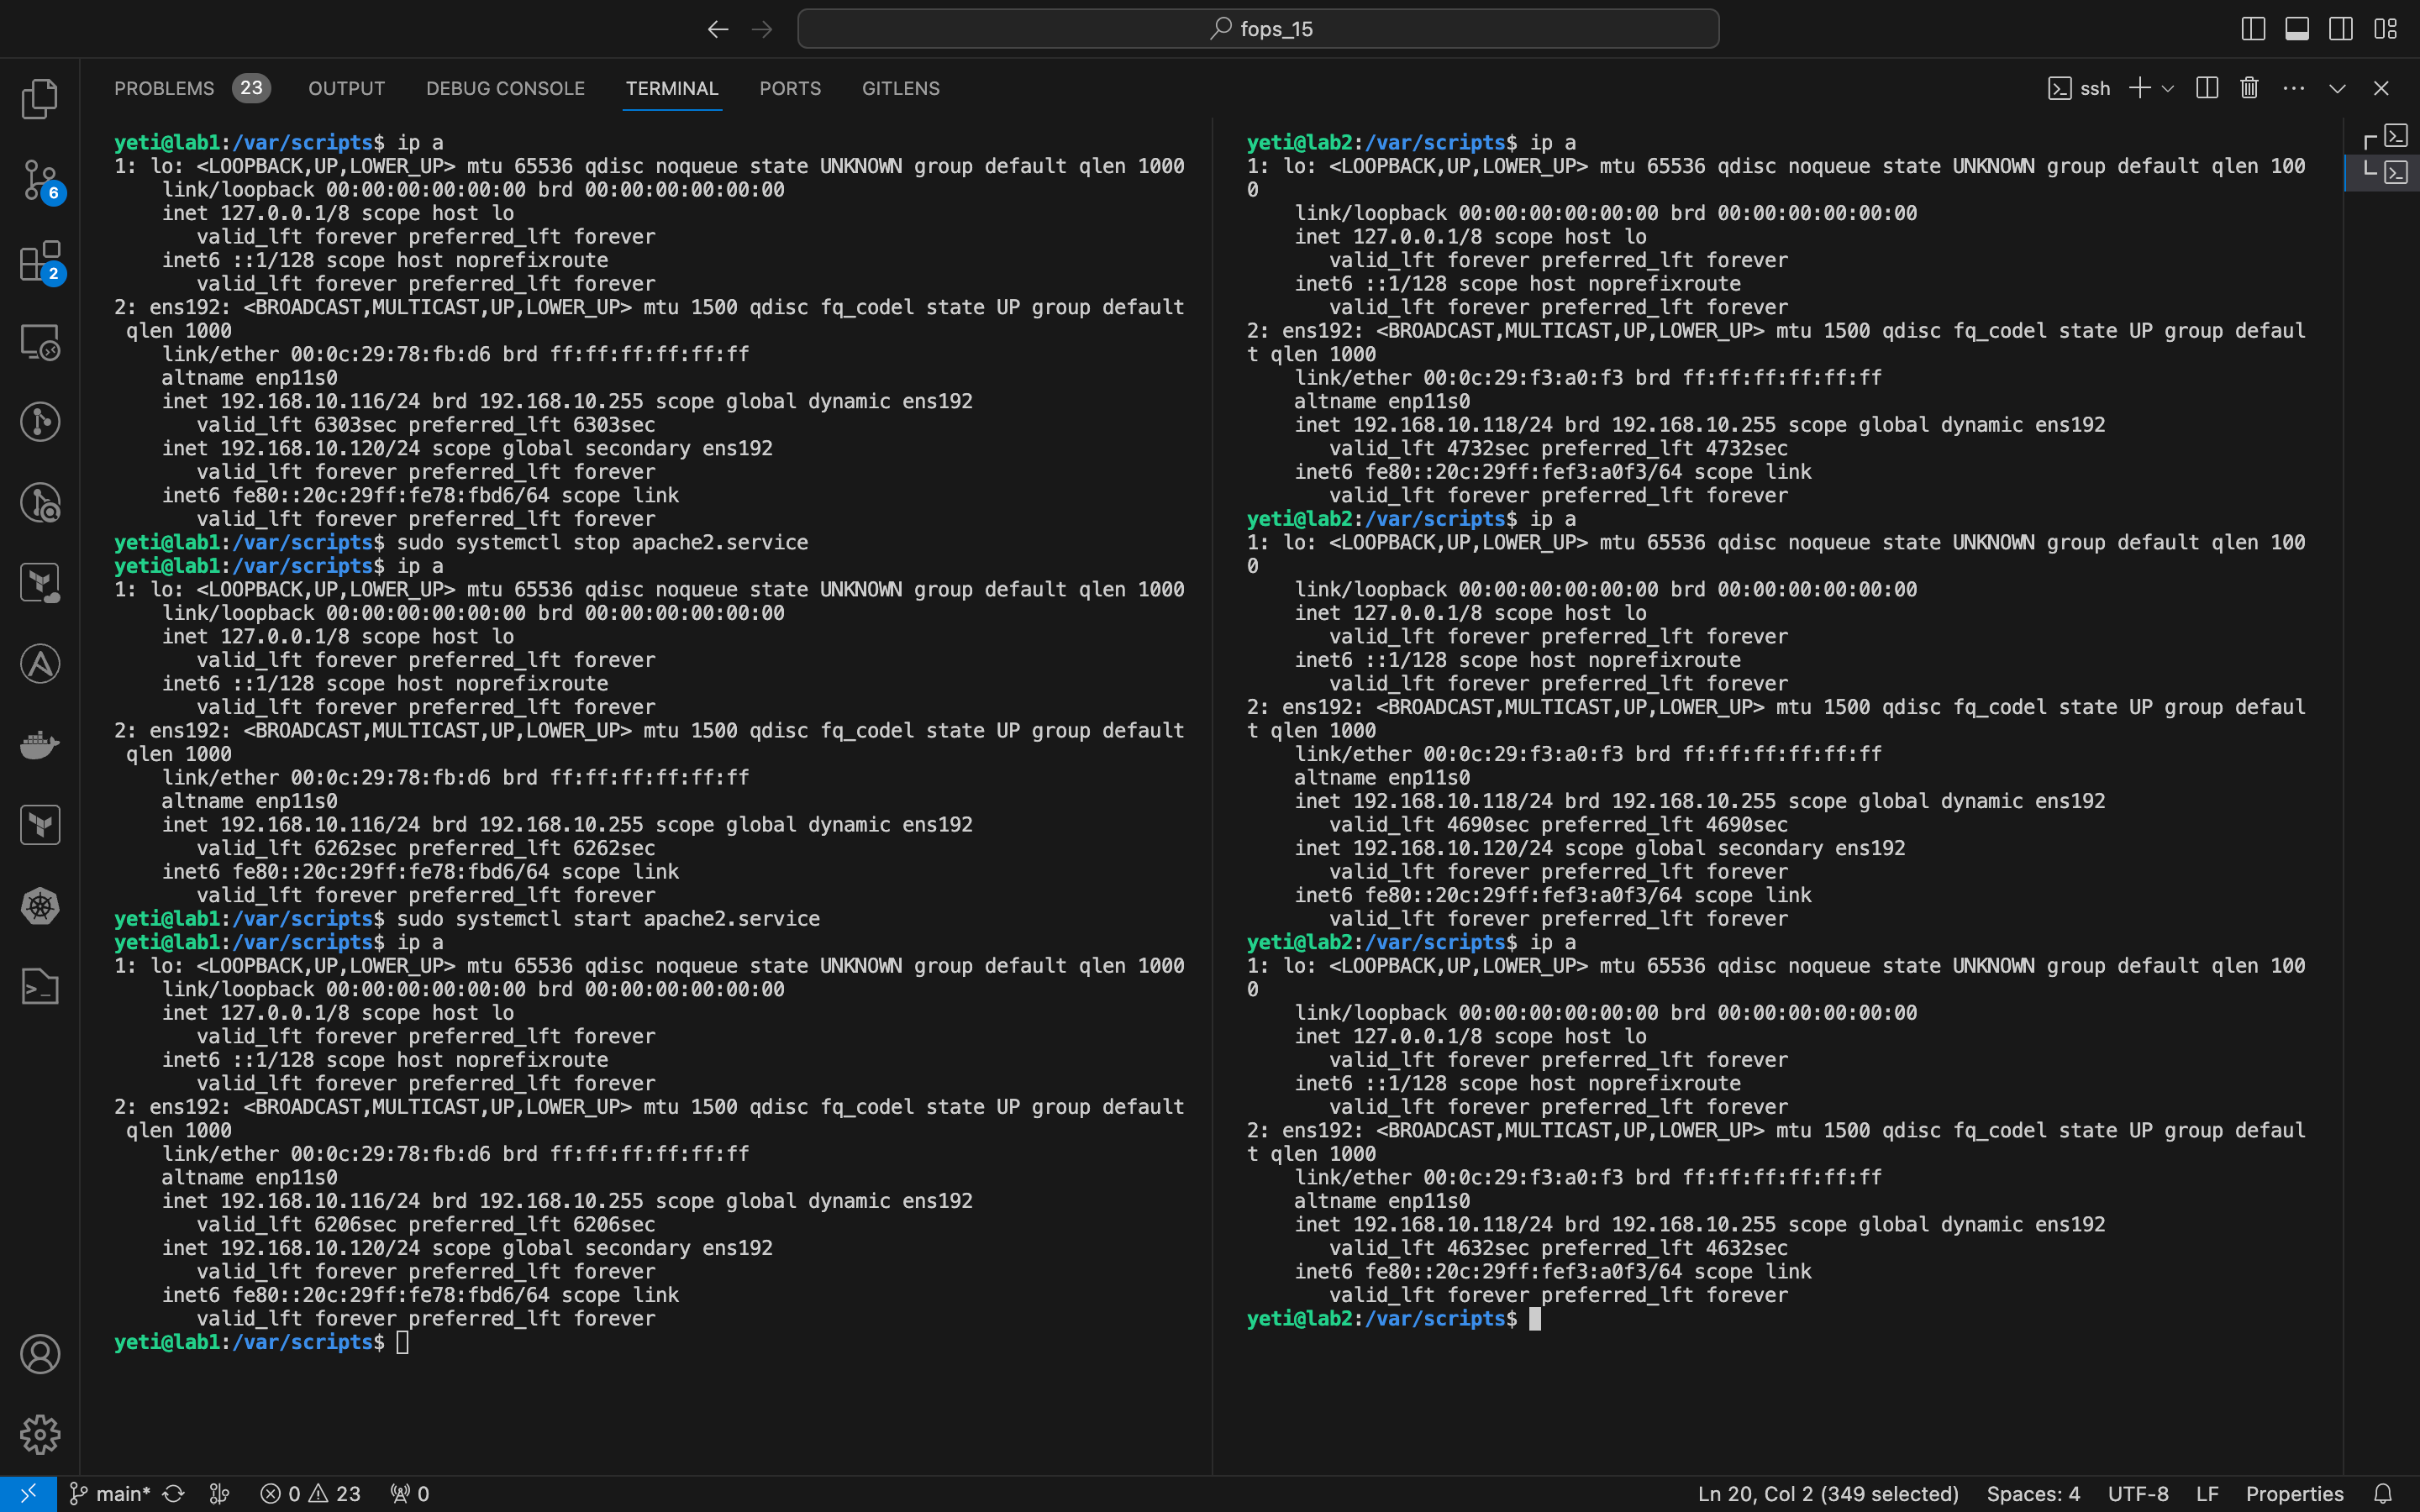 fops_15
PROBLEMS 23 OUTPUT DEBUG CONSOLE TERMINAL PORTS GITLENS
ssh
6
2
yeti@lab1:/var/scripts$ ip a
1: lo: <LOOPBACK,UP,LOWER_UP> mtu 65536 qdisc noqueue state UNKNOWN group default qlen 1000
    link/loopback 00:00:00:00:00:00 brd 00:00:00:00:00:00
    inet 127.0.0.1/8 scope host lo
       valid_lft forever preferred_lft forever
    inet6 ::1/128 scope host noprefixroute
       valid_lft forever preferred_lft forever
2: ens192: <BROADCAST,MULTICAST,UP,LOWER_UP> mtu 1500 qdisc fq_codel state UP group default
 qlen 1000
    link/ether 00:0c:29:78:fb:d6 brd ff:ff:ff:ff:ff:ff
    altname enp11s0
    inet 192.168.10.116/24 brd 192.168.10.255 scope global dynamic ens192
       valid_lft 6303sec preferred_lft 6303sec
    inet 192.168.10.120/24 scope global secondary ens192
       valid_lft forever preferred_lft forever
    inet6 fe80::20c:29ff:fe78:fbd6/64 scope link
       valid_lft forever preferred_lft forever
yeti@lab1:/var/scripts$ sudo systemctl stop apache2.service
yeti@lab1:/var/scripts$ ip a
1: lo: <LOOPBACK,UP,LOWER_UP> mtu 65536 qdisc noqueue state UNKNOWN group default qlen 1000
    link/loopback 00:00:00:00:00:00 brd 00:00:00:00:00:00
    inet 127.0.0.1/8 scope host lo
       valid_lft forever preferred_lft forever
    inet6 ::1/128 scope host noprefixroute
       valid_lft forever preferred_lft forever
2: ens192: <BROADCAST,MULTICAST,UP,LOWER_UP> mtu 1500 qdisc fq_codel state UP group default
 qlen 1000
    link/ether 00:0c:29:78:fb:d6 brd ff:ff:ff:ff:ff:ff
    altname enp11s0
    inet 192.168.10.116/24 brd 192.168.10.255 scope global dynamic ens192
       valid_lft 6262sec preferred_lft 6262sec
    inet6 fe80::20c:29ff:fe78:fbd6/64 scope link
       valid_lft forever preferred_lft forever
yeti@lab1:/var/scripts$ sudo systemctl start apache2.service
yeti@lab1:/var/scripts$ ip a
1: lo: <LOOPBACK,UP,LOWER_UP> mtu 65536 qdisc noqueue state UNKNOWN group default qlen 1000
    link/loopback 00:00:00:00:00:00 brd 00:00:00:00:00:00
    inet 127.0.0.1/8 scope host lo
       valid_lft forever preferred_lft forever
    inet6 ::1/128 scope host noprefixroute
       valid_lft forever preferred_lft forever
2: ens192: <BROADCAST,MULTICAST,UP,LOWER_UP> mtu 1500 qdisc fq_codel state UP group default
 qlen 1000
    link/ether 00:0c:29:78:fb:d6 brd ff:ff:ff:ff:ff:ff
    altname enp11s0
    inet 192.168.10.116/24 brd 192.168.10.255 scope global dynamic ens192
       valid_lft 6206sec preferred_lft 6206sec
    inet 192.168.10.120/24 scope global secondary ens192
       valid_lft forever preferred_lft forever
    inet6 fe80::20c:29ff:fe78:fbd6/64 scope link
       valid_lft forever preferred_lft forever
yeti@lab1:/var/scripts$
yeti@lab2:/var/scripts$ ip a
1: lo: <LOOPBACK,UP,LOWER_UP> mtu 65536 qdisc noqueue state UNKNOWN group default qlen 100
0
    link/loopback 00:00:00:00:00:00 brd 00:00:00:00:00:00
    inet 127.0.0.1/8 scope host lo
       valid_lft forever preferred_lft forever
    inet6 ::1/128 scope host noprefixroute
       valid_lft forever preferred_lft forever
2: ens192: <BROADCAST,MULTICAST,UP,LOWER_UP> mtu 1500 qdisc fq_codel state UP group defaul
t qlen 1000
    link/ether 00:0c:29:f3:a0:f3 brd ff:ff:ff:ff:ff:ff
    altname enp11s0
    inet 192.168.10.118/24 brd 192.168.10.255 scope global dynamic ens192
       valid_lft 4732sec preferred_lft 4732sec
    inet6 fe80::20c:29ff:fef3:a0f3/64 scope link
       valid_lft forever preferred_lft forever
yeti@lab2:/var/scripts$ ip a
1: lo: <LOOPBACK,UP,LOWER_UP> mtu 65536 qdisc noqueue state UNKNOWN group default qlen 100
0
    link/loopback 00:00:00:00:00:00 brd 00:00:00:00:00:00
    inet 127.0.0.1/8 scope host lo
       valid_lft forever preferred_lft forever
    inet6 ::1/128 scope host noprefixroute
       valid_lft forever preferred_lft forever
2: ens192: <BROADCAST,MULTICAST,UP,LOWER_UP> mtu 1500 qdisc fq_codel state UP group defaul
t qlen 1000
    link/ether 00:0c:29:f3:a0:f3 brd ff:ff:ff:ff:ff:ff
    altname enp11s0
    inet 192.168.10.118/24 brd 192.168.10.255 scope global dynamic ens192
       valid_lft 4690sec preferred_lft 4690sec
    inet 192.168.10.120/24 scope global secondary ens192
       valid_lft forever preferred_lft forever
    inet6 fe80::20c:29ff:fef3:a0f3/64 scope link
       valid_lft forever preferred_lft forever
yeti@lab2:/var/scripts$ ip a
1: lo: <LOOPBACK,UP,LOWER_UP> mtu 65536 qdisc noqueue state UNKNOWN group default qlen 100
0
    link/loopback 00:00:00:00:00:00 brd 00:00:00:00:00:00
    inet 127.0.0.1/8 scope host lo
       valid_lft forever preferred_lft forever
    inet6 ::1/128 scope host noprefixroute
       valid_lft forever preferred_lft forever
2: ens192: <BROADCAST,MULTICAST,UP,LOWER_UP> mtu 1500 qdisc fq_codel state UP group defaul
t qlen 1000
    link/ether 00:0c:29:f3:a0:f3 brd ff:ff:ff:ff:ff:ff
    altname enp11s0
    inet 192.168.10.118/24 brd 192.168.10.255 scope global dynamic ens192
       valid_lft 4632sec preferred_lft 4632sec
    inet6 fe80::20c:29ff:fef3:a0f3/64 scope link
       valid_lft forever preferred_lft forever
yeti@lab2:/var/scripts$
main* 0 23 0 Ln 20, Col 2 (349 selected) Spaces: 4 UTF-8 LF Properties